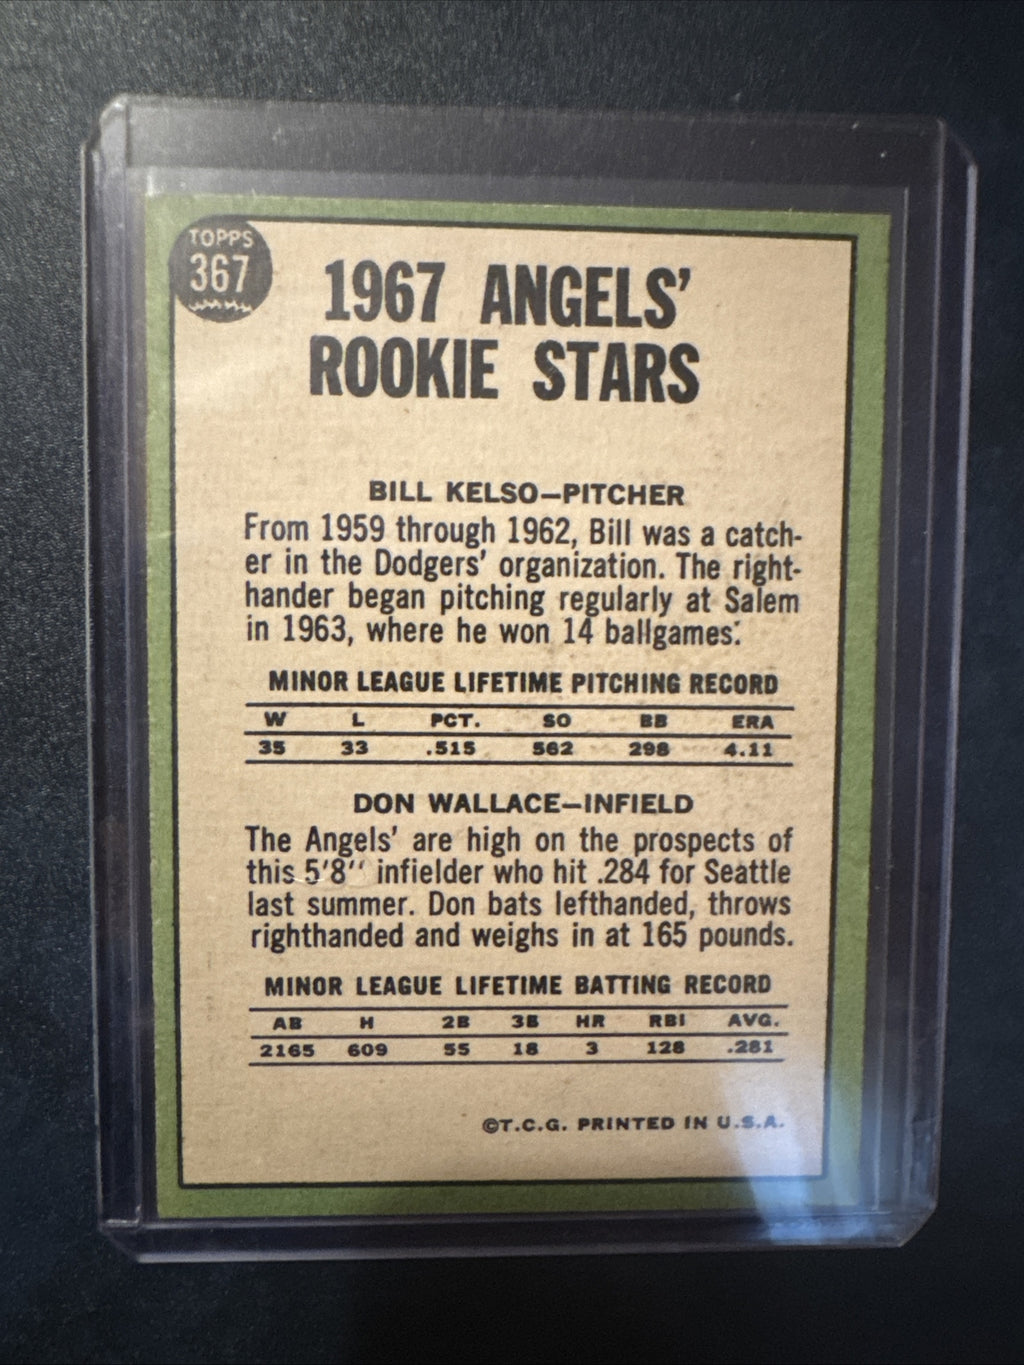 TOPPS
367
1967 ANGELS'
ROOKIE STARS
BILL KELSO—PITCHER
From 1959 through 1962, Bill was a catch-
er in the Dodgers' organization. The right-
hander began pitching regularly at Salem
in 1963, where he won 14 ballgames.
MINOR LEAGUE LIFETIME PITCHING RECORD
W L PCT. SO BB ERA
35 33 .515 562 298 4.11
DON WALLACE—INFIELD
The Angels' are high on the prospects of
this 5'8'' infielder who hit .284 for Seattle
last summer. Don bats lefthanded, throws
righthanded and weighs in at 165 pounds.
MINOR LEAGUE LIFETIME BATTING RECORD
AB H 2B 3B HR RBI AVG.
2165 609 55 18 3 128 .281
©T.C.G. PRINTED IN U.S.A.